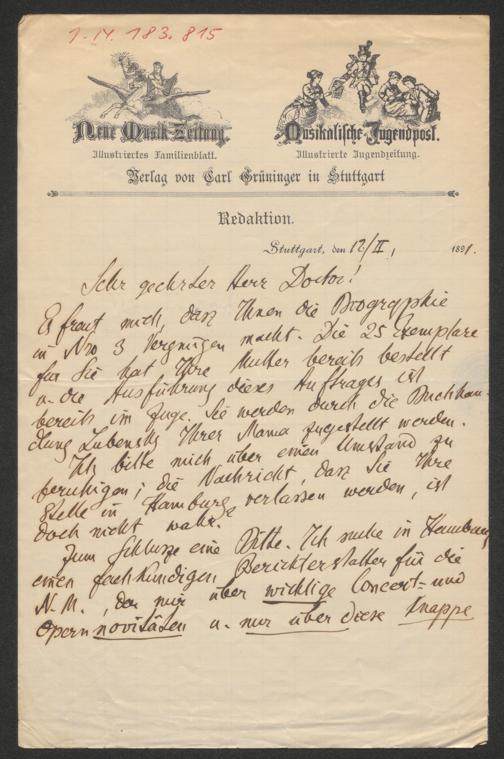 1. IV. 183. 815
Neue Musik-Zeitung.
Illustriertes Familienblatt.
Musikalische Jugendpost.
Illustrierte Jugendzeitung.
Verlag von Carl Grüninger in Stuttgart
Redaktion.
Stuttgart, den 12/II, 1891.
Sehr geehrter Herr Doctor!
Es freut mich, daß Ihnen die Biographie
in Nro 3 Vergnügen macht. Die 25 Exemplare
für Sie hat Ihre Mutter bereits bestellt
u. die Ausführung dieses Auftrages ist
bereits im Zuge. Sie werden durch die Buchhan-
dlung Lubensky Ihrer Mama zugestellt werden.
Ich bitte mich über einen Umstand zu
beruhigen; die Nachricht, daß Sie Ihre
Stelle in Hamburg verlassen werden, ist
doch nicht wahr?
Zum Schlusse eine Bitte. Ich suche in Hamburg
einen fachkundigen Berichterstatter für die
N. M., der nur über wichtige Concert- und
Opernnovitäten u. nur über diese knappe